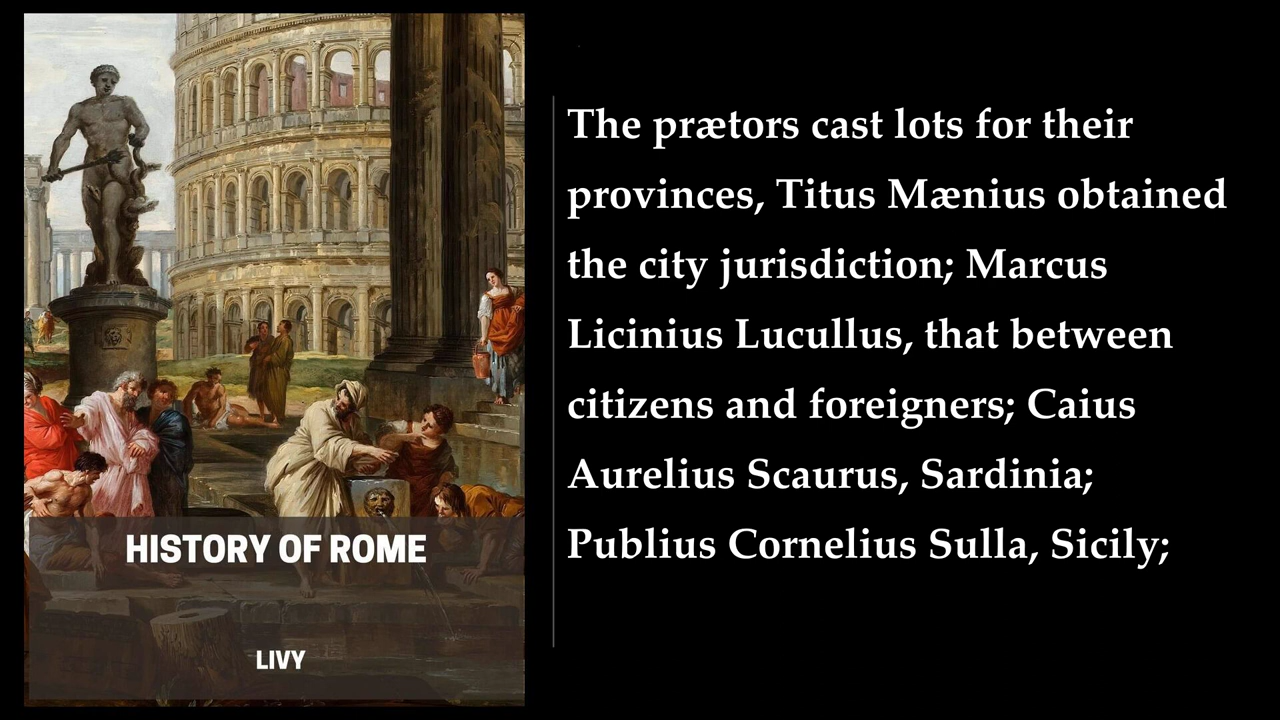 HISTORY OF ROME
LIVY
The prætors cast lots for their
provinces, Titus Mænius obtained
the city jurisdiction; Marcus
Licinius Lucullus, that between
citizens and foreigners; Caius
Aurelius Scaurus, Sardinia;
Publius Cornelius Sulla, Sicily;